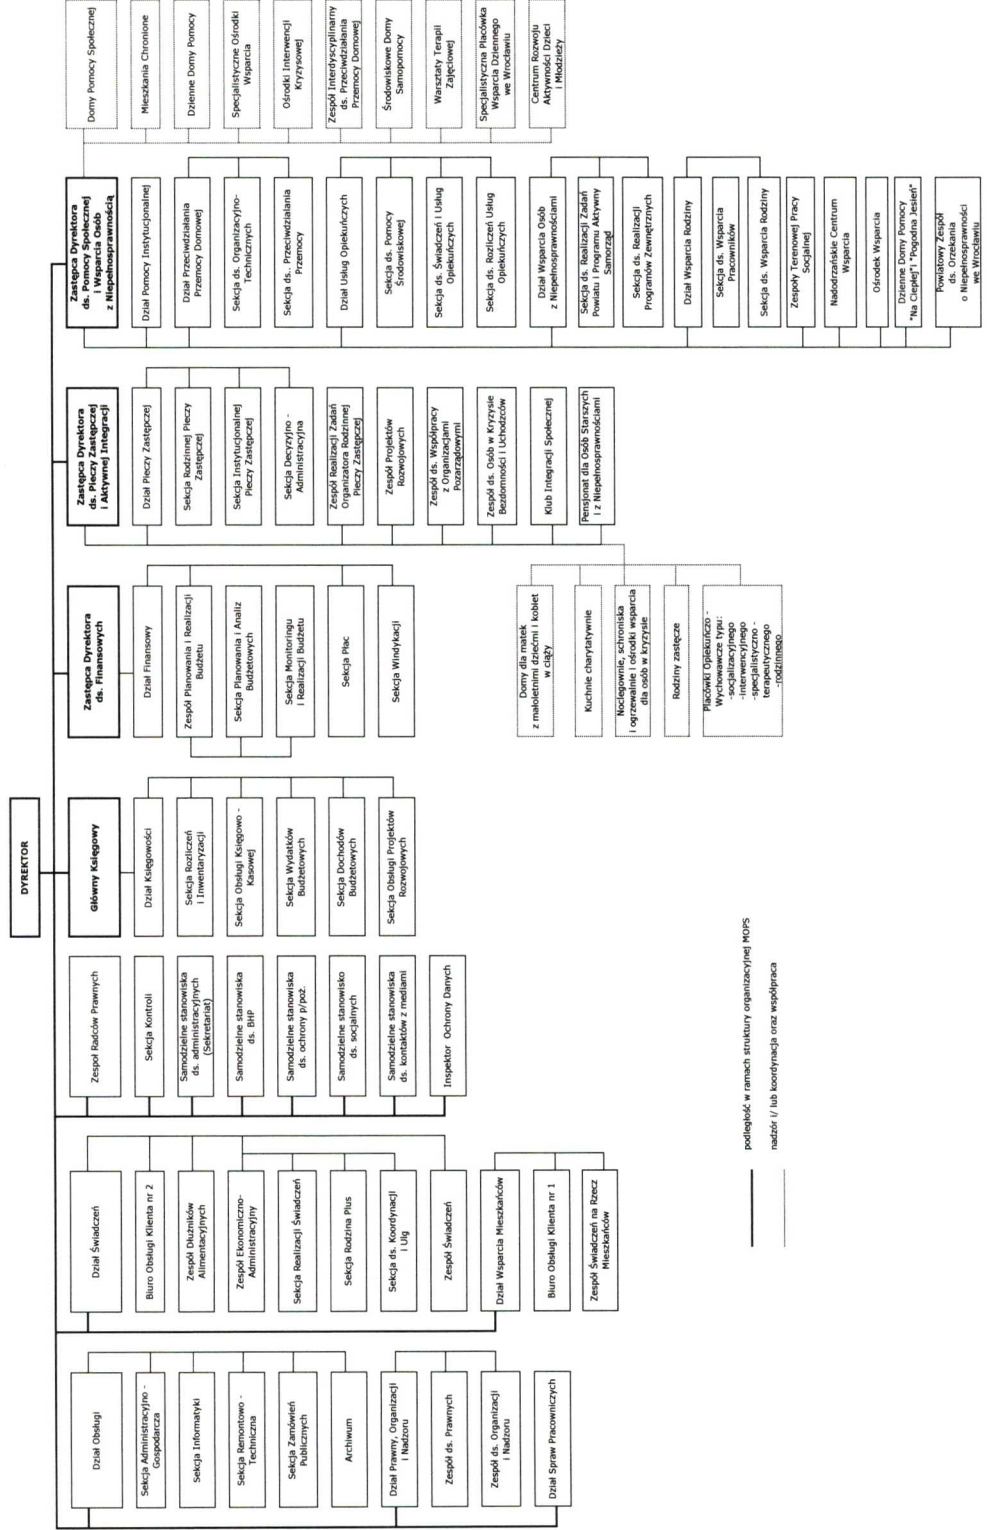 DYREKTOR
Dział Obsługi
Sekcja Administracyjno -
Gospodarcza
Sekcja Informatyki
Sekcja Remontowo -
Techniczna
Sekcja Zamówień
Publicznych
Archiwum
Dział Prawny, Organizacji
i Nadzoru
Zespół ds. Prawnych
Zespół ds. Organizacji
i Nadzoru
Dział Spraw Pracowniczych
Dział Świadczeń
Biuro Obsługi Klienta nr 2
Zespół Dłużników
Alimentacyjnych
Zespół Ekonomiczno-
Administracyjny
Sekcja Realizacji Świadczeń
Sekcja Rodzina Plus
Sekcja ds. Koordynacji
i Ulg
Zespół Świadczeń
Dział Wsparcia Mieszkańców
Biuro Obsługi Klienta nr 1
Zespół Świadczeń na Rzecz
Mieszkańców
Zespoł Radców Prawnych
Sekcja Kontroli
Samodzielne stanowiska
ds. administracyjnych
(Sekretariat)
Samodzielne stanowiska
ds. BHP
Samodzielne stanowiska
ds. ochrony p/poż.
Samodzielne stanowisko
ds. socjalnych
Samodzielne stanowiska
ds. kontaktów z mediami
Inspektor Ochrony Danych
Główny Księgowy
Dział Księgowości
Sekcja Rozliczeń
i Inwentaryzacji
Sekcja Obsługi Księgowo -
Kasowej
Sekcja Wydatków
Budżetowych
Sekcja Dochodów
Budżetowych
Sekcja Obsługi Projektów
Rozwojowych
Zastępca Dyrektora
ds. Finansowych
Dział Finansowy
Zespół Planowania i Realizacji
Budżetu
Sekcja Planowania i Analiz
Budżetowych
Sekcja Monitoringu
i Realizacji Budżetu
Sekcja Płac
Sekcja Windykacji
Zastępca Dyrektora
ds. Pieczy Zastępczej
i Aktywnej Integracji
Dział Pieczy Zastępczej
Sekcja Rodzinnej Pieczy
Zastępczej
Sekcja Instytucjonalnej
Pieczy Zastępczej
Sekcja Decyzyjno -
Administracyjna
Zespół Realizacji Zadań
Organizatora Rodzinnej
Pieczy Zastępczej
Zespół Projektów
Rozwojowych
Zespół ds. Współpracy
z Organizacjami
Pozarządowymi
Zespół ds. Osób w Kryzysie
Bezdomności i Uchodźców
Klub Integracji Społecznej
Pensjonat dla Osób Starszych
i z Niepełnosprawnościami
Domy dla matek
z małoletnimi dziećmi i kobiet
w ciąży
Kuchnie charytatywnie
Noclegownie, schroniska
i ogrzewalnie i ośrodki wsparcia
dla osób w kryzysie
Rodziny zastęcze
Placówki Opiekuńczo -
Wychowawcze typu:
-socjalizacyjnego
-interwencyjnego
-specjalistyczno -
terapeutycznego
-rodzinnego
Zastępca Dyrektora
ds. Pomocy Społecznej
i Wsparcia Osób
z Niepełnosprawnością
Dział Pomocy Instytucjonalnej
Dział Przeciwdziałania
Przemocy Domowej
Sekcja ds. Organizacyjno-
Technicznych
Sekcja ds.. Przeciwdziałania
Przemocy
Dział Usług Opiekuńczych
Sekcja ds. Pomocy
Środowiskowej
Sekcja ds. Świadczeń i Usług
Opiekuńczych
Sekcja ds. Rozliczeń Usług
Opiekuńczych
Dział Wsparcia Osób
z Niepełnosprawnościami
Sekcja ds. Realizacji Zadań
Powiatu i Programu Aktywny
Samorząd
Sekcja ds. Realizacji
Programów Zewnętrznych
Dział Wsparcia Rodziny
Sekcja ds. Wsparcia
Pracowników
Sekcja ds. Wsparcia Rodziny
Zespoły Terenowej Pracy
Socjalnej
Nadodrzańskie Centrum
Wsparcia
Ośrodek Wsparcia
Dzienne Domy Pomocy
"Na Ciepłej"i "Pogodna Jesień"
Powiatowy Zespół
ds. Orzekania
o Niepełnosprawności
we Wrocławiu
Domy Pomocy Społecznej
Mieszkania Chronione
Dzienne Domy Pomocy
Specjalistyczne Ośrodki
Wsparcia
Ośrodki Interwencji
Kryzysowej
Zespół Interdyscyplinarny
ds. Przeciwdziałania
Przemocy Domowej
Środowiskowe Domy
Samopomocy
Warsztaty Terapii
Zajęciowej
Specjalistyczna Placówka
Wsparcia Dziennego
we Wrocławiu
Centrum Rozwoju
Aktywności Dzieci
i Młodzieży
podległość w ramach struktury organizacyjnej MOPS
nadzór i/ lub koordynacja oraz współpraca